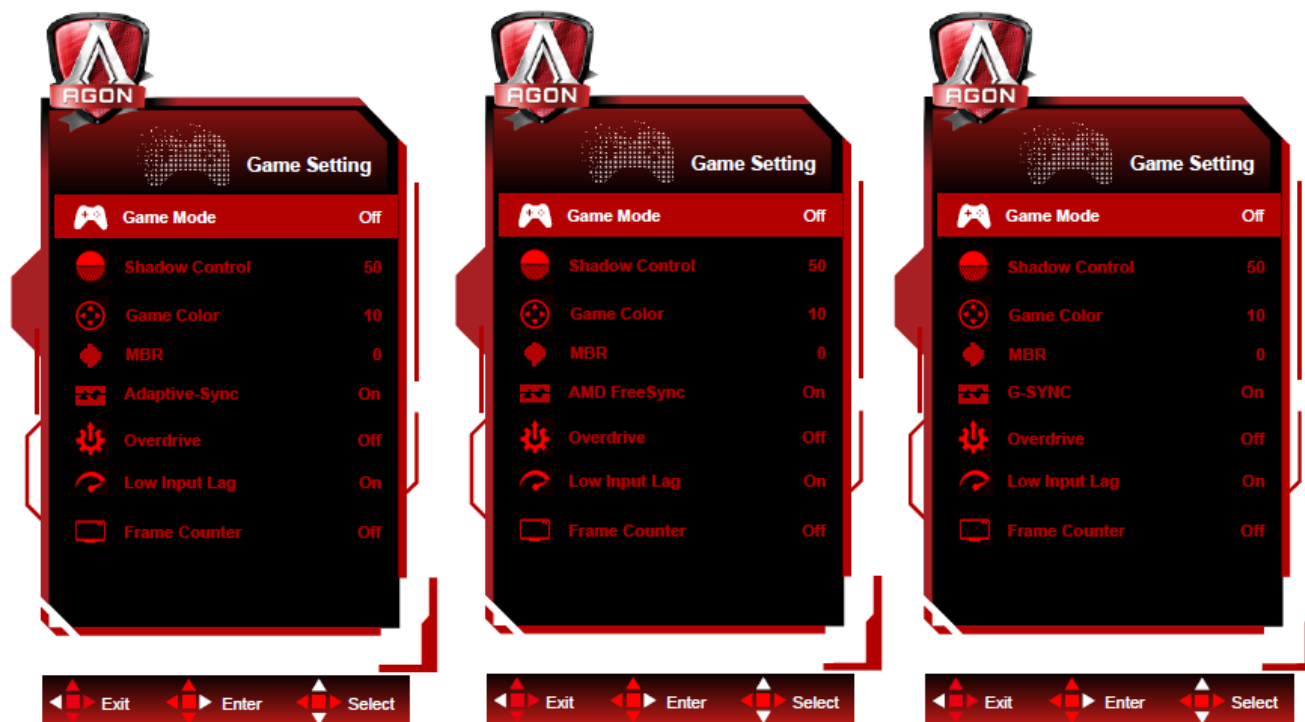 AGON
Game Setting
Game Mode Off
Shadow Control 50
Game Color 10
MBR 0
Adaptive-Sync On
Overdrive Off
Low Input Lag On
Frame Counter Off
Exit Enter Select
AGON
Game Setting
Game Mode Off
Shadow Control 50
Game Color 10
MBR 0
AMD FreeSync On
Overdrive Off
Low Input Lag On
Frame Counter Off
Exit Enter Select
AGON
Game Setting
Game Mode Off
Shadow Control 50
Game Color 10
MBR 0
G-SYNC On
Overdrive Off
Low Input Lag On
Frame Counter Off
Exit Enter Select